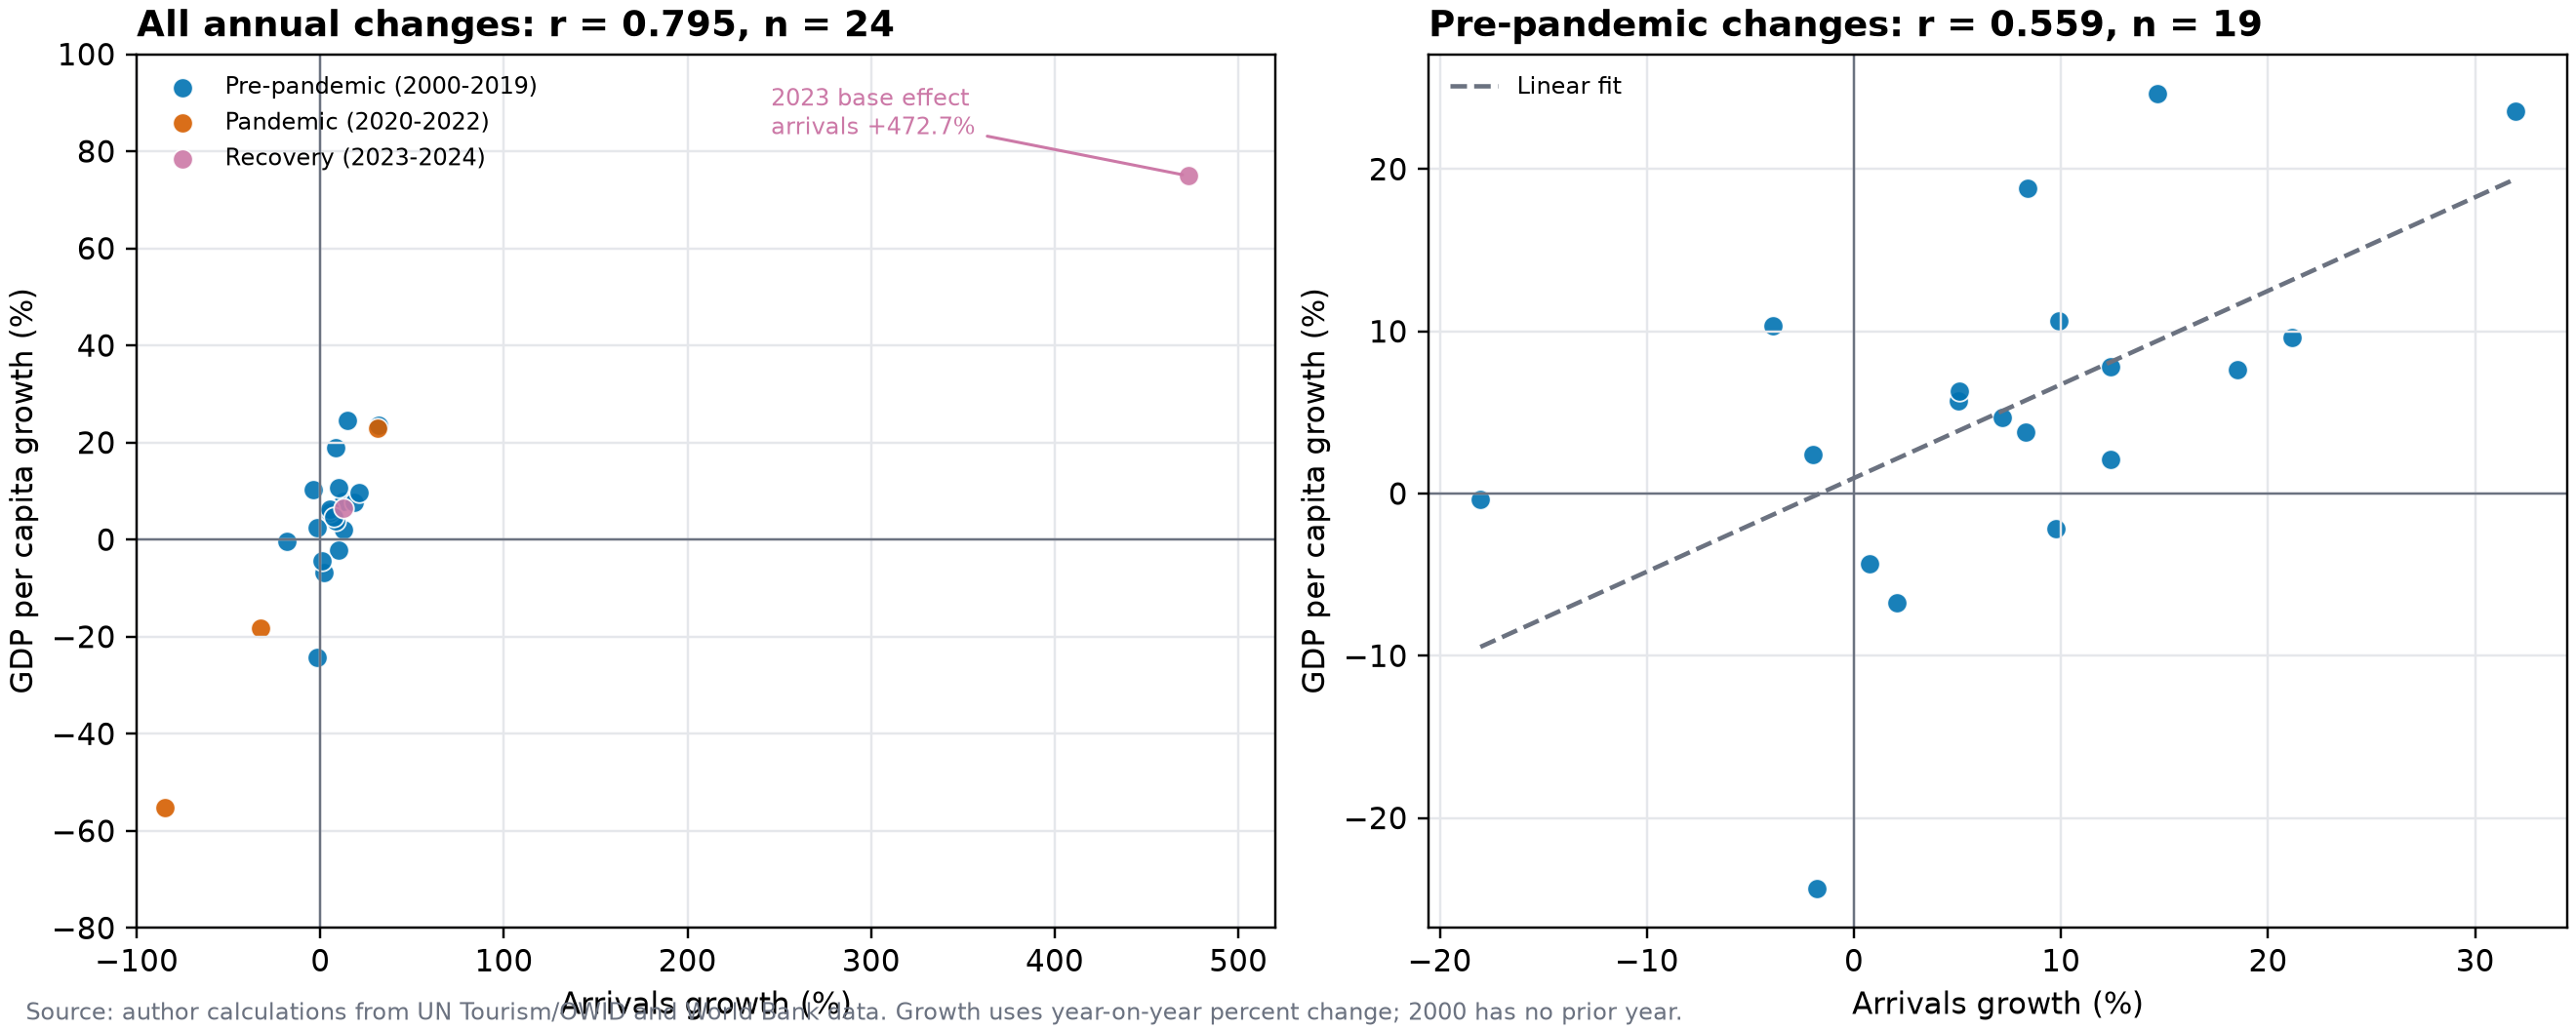 All annual changes: r = 0.795, n = 24
100
80
60
40
20
0
−20
−40
−60
−80
GDP per capita growth (%)
Pre-pandemic (2000-2019)
Pandemic (2020-2022)
Recovery (2023-2024)
2023 base effect
arrivals +472.7%
−100 0 100 200 300 400 500
Arrivals growth (%)
Pre-pandemic changes: r = 0.559, n = 19
Linear fit
20
10
0
−10
−20
GDP per capita growth (%)
−20 −10 0 10 20 30
Arrivals growth (%)
Source: author calculations from UN Tourism/OWID and World Bank data. Growth uses year-on-year percent change; 2000 has no prior year.